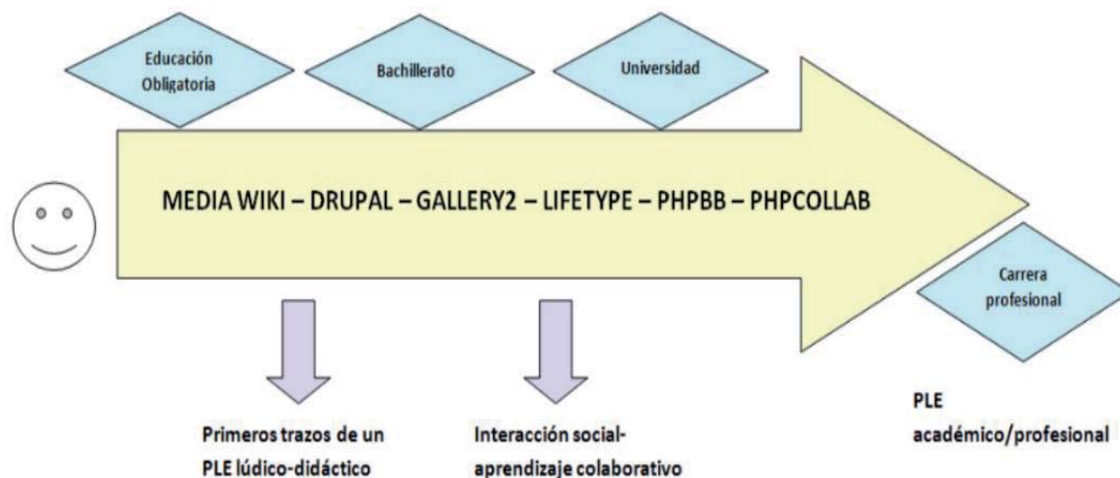 Educación
Obligatoria
Bachillerato
Universidad
MEDIA WIKI – DRUPAL – GALLERY2 – LIFETYPE – PHPBB – PHPCOLLAB
Carrera
profesional
Primeros trazos de un
PLE lúdico-didáctico
Interacción social-
aprendizaje colaborativo
PLE
académico/profesional